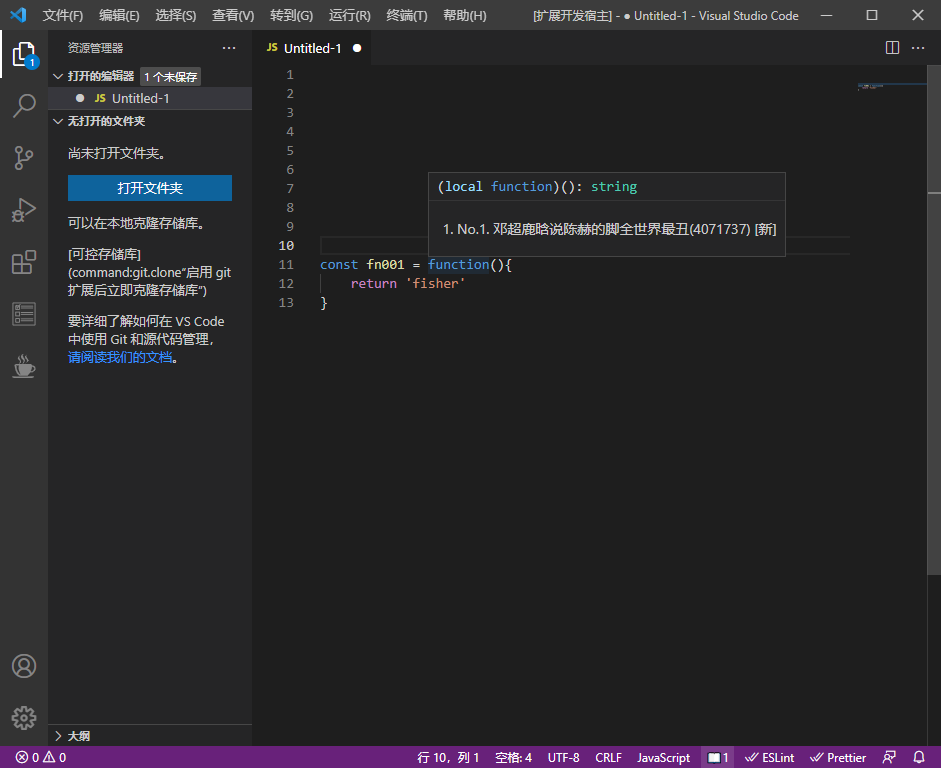 文件(F) 编辑(E) 选择(S) 查看(V) 转到(G) 运行(R) 终端(T) 帮助(H) [扩展开发宿主] - ● Untitled-1 - Visual Studio Code
资源管理器 ···
打开的编辑器 1 个未保存
● JS Untitled-1
无打开的文件夹
尚未打开文件夹。
打开文件夹
可以在本地克隆存储库。
[可控存储库]
(command:git.clone“启用 git
扩展后立即克隆存储库”)
要详细了解如何在 VS Code
中使用 Git 和源代码管理，
请阅读我们的文档。
大纲
1
JS Untitled-1 ●
1
2
3
4
5
6
7
8
9
10
11 const fn001 = function(){
12 return 'fisher'
13 }
(local function)(): string
1. No.1. 邓超鹿晗说陈赫的脚全世界最丑(4071737) [新]
0 0 行 10，列 1 空格: 4 UTF-8 CRLF JavaScript 1 ESLint Prettier